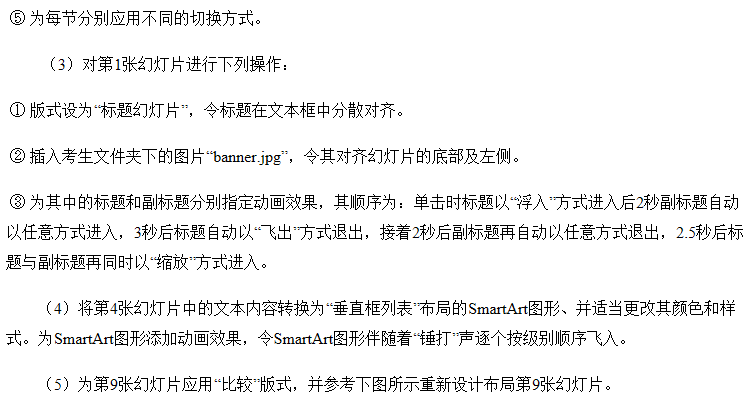 ⑤ 为每节分别应用不同的切换方式。
（3）对第1张幻灯片进行下列操作：
① 版式设为“标题幻灯片”，令标题在文本框中分散对齐。
② 插入考生文件夹下的图片“banner.jpg”，令其对齐幻灯片的底部及左侧。
③ 为其中的标题和副标题分别指定动画效果，其顺序为：单击时标题以“浮入”方式进入后2秒副标题自动
以任意方式进入，3秒后标题自动以“飞出”方式退出，接着2秒后副标题再自动以任意方式退出，2.5秒后标
题与副标题再同时以“缩放”方式进入。
（4）将第4张幻灯片中的文本内容转换为“垂直框列表”布局的SmartArt图形、并适当更改其颜色和样
式。为SmartArt图形添加动画效果，令SmartArt图形伴随着“锤打”声逐个按级别顺序飞入。
（5）为第9张幻灯片应用“比较”版式，并参考下图所示重新设计布局第9张幻灯片。